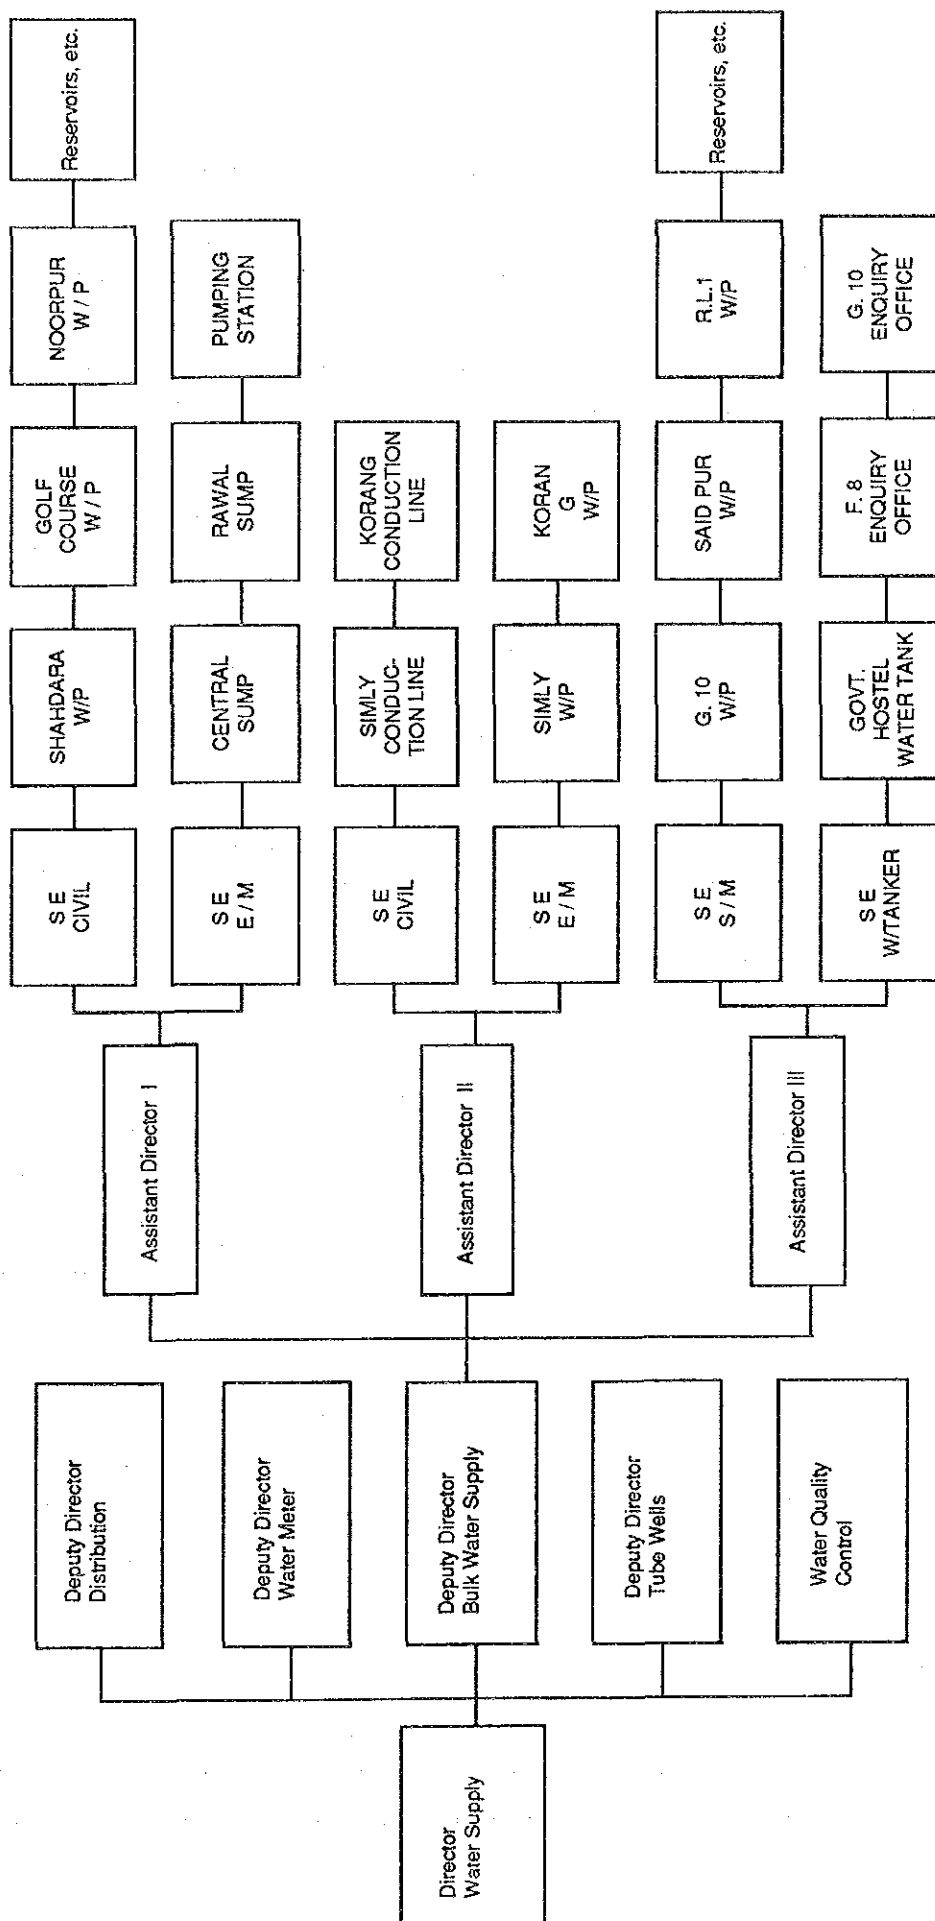 Director
Water Supply
Deputy Director
Distribution
Deputy Director
Water Meter
Deputy Director
Bulk Water Supply
Deputy Director
Tube Wells
Water Quality
Control
Assistant Director I
Assistant Director II
Assistant Director III
S E
CIVIL
SHAHDARA
W/P
GOLF
COURSE
W / P
NOORPUR
W / P
Reservoirs, etc.
S E
E / M
CENTRAL
SUMP
RAWAL
SUMP
PUMPING
STATION
S E
CIVIL
SIMLY
CONDUC-
TION LINE
KORANG
CONDUCTION
LINE
S E
E / M
SIMLY
W/P
KORAN
G
W/P
S E
S / M
G. 10
W/P
SAID PUR
W/P
R.L.1
W/P
Reservoirs, etc.
S E
W/TANKER
GOVT.
HOSTEL
WATER TANK
F. 8
ENQUIRY
OFFICE
G. 10
ENQUIRY
OFFICE